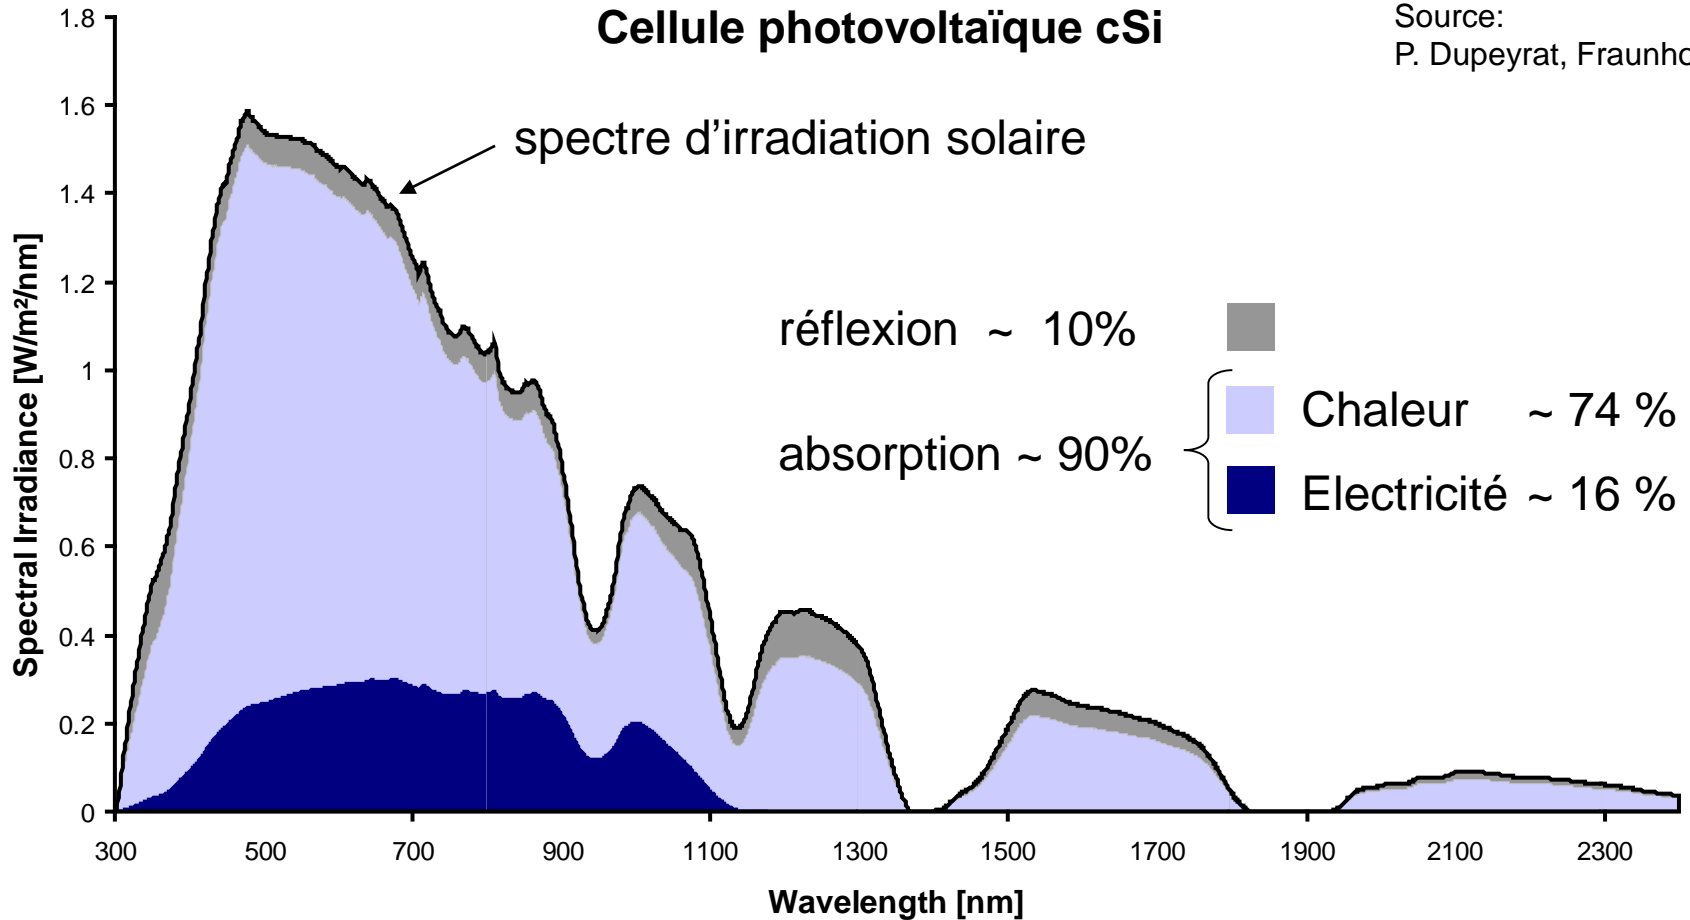 Cellule photovoltaïque cSi
Source:
P. Dupeyrat, Fraunho
spectre d’irradiation solaire
réflexion ~ 10%
absorption ~ 90%
Chaleur ~ 74 %
Electricité ~ 16 %
Spectral Irradiance [W/m²/nm]
1.8
1.6
1.4
1.2
1
0.8
0.6
0.4
0.2
0
300 500 700 900 1100 1300 1500 1700 1900 2100 2300
Wavelength [nm]